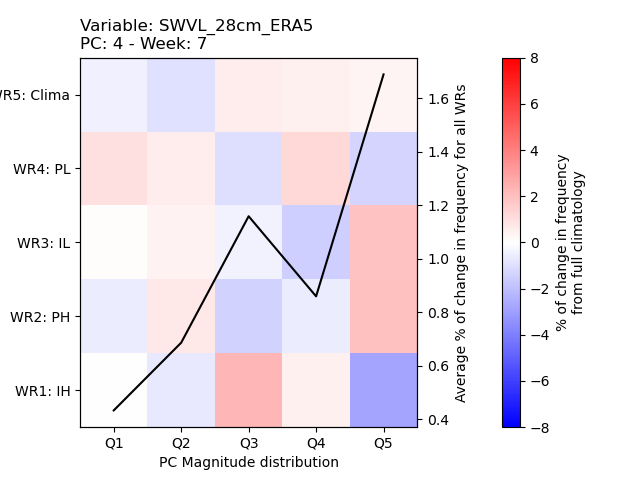 Variable: SWVL_28cm_ERA5
PC: 4 - Week: 7
WR5: Clima
WR4: PL
WR3: IL
WR2: PH
WR1: IH
Q1 Q2 Q3 Q4 Q5
PC Magnitude distribution
1.6
1.4
1.2
1.0
0.8
0.6
0.4
Average % of change in frequency for all WRs
8
6
4
2
0
−2
−4
−6
−8
% of change in frequency
from full climatology